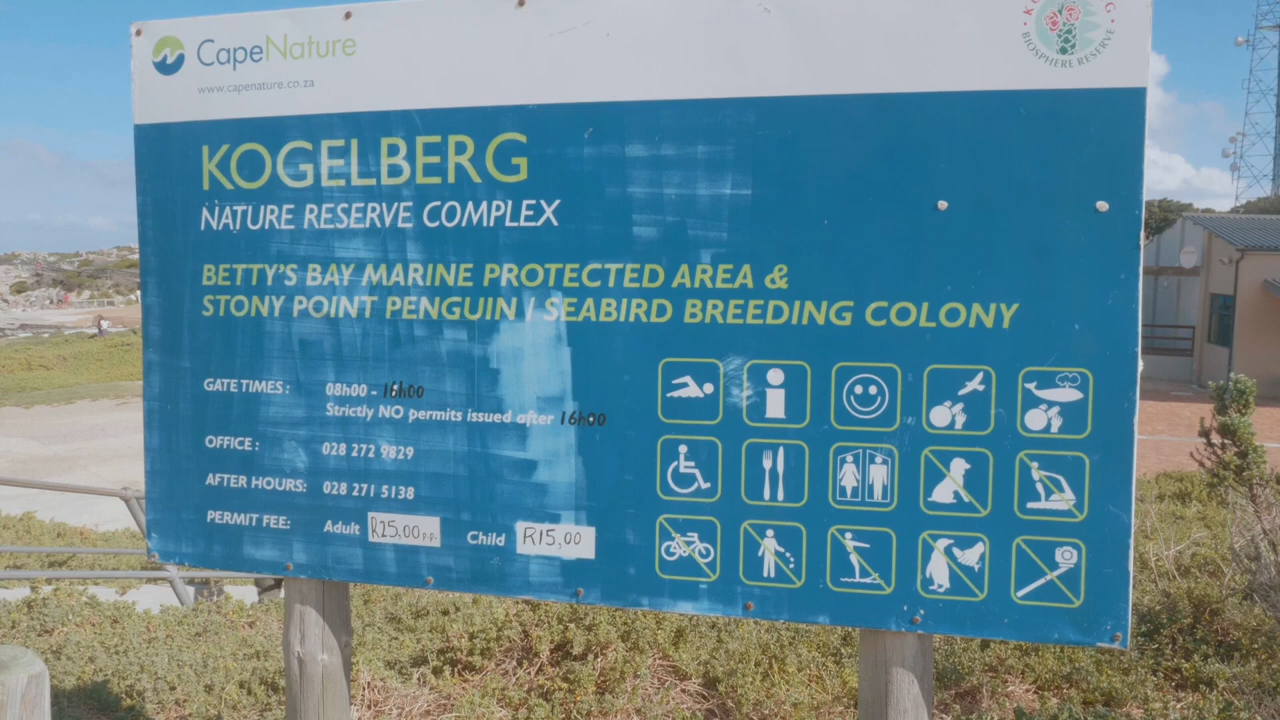 CapeNature
www.capenature.co.za
BIOSPHERE RESERVE
KOGELBERG
NATURE RESERVE COMPLEX
BETTY'S BAY MARINE PROTECTED AREA &
STONY POINT PENGUIN / SEABIRD BREEDING COLONY
GATE TIMES: 08h00 - 16h00
Strictly NO permits issued after 16h00
OFFICE: 028 272 9829
AFTER HOURS: 028 271 5138
PERMIT FEE: Adult R25,00 P.P. Child R15,00